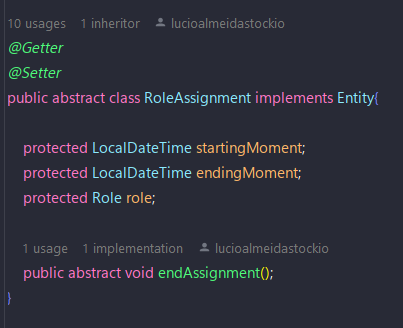 10 usages 1 inheritor lucioalmeidastockio
@Getter
@Setter
public abstract class RoleAssignment implements Entity{
protected LocalDateTime startingMoment;
protected LocalDateTime endingMoment;
protected Role role;
1 usage 1 implementation lucioalmeidastockio
public abstract void endAssignment();
}